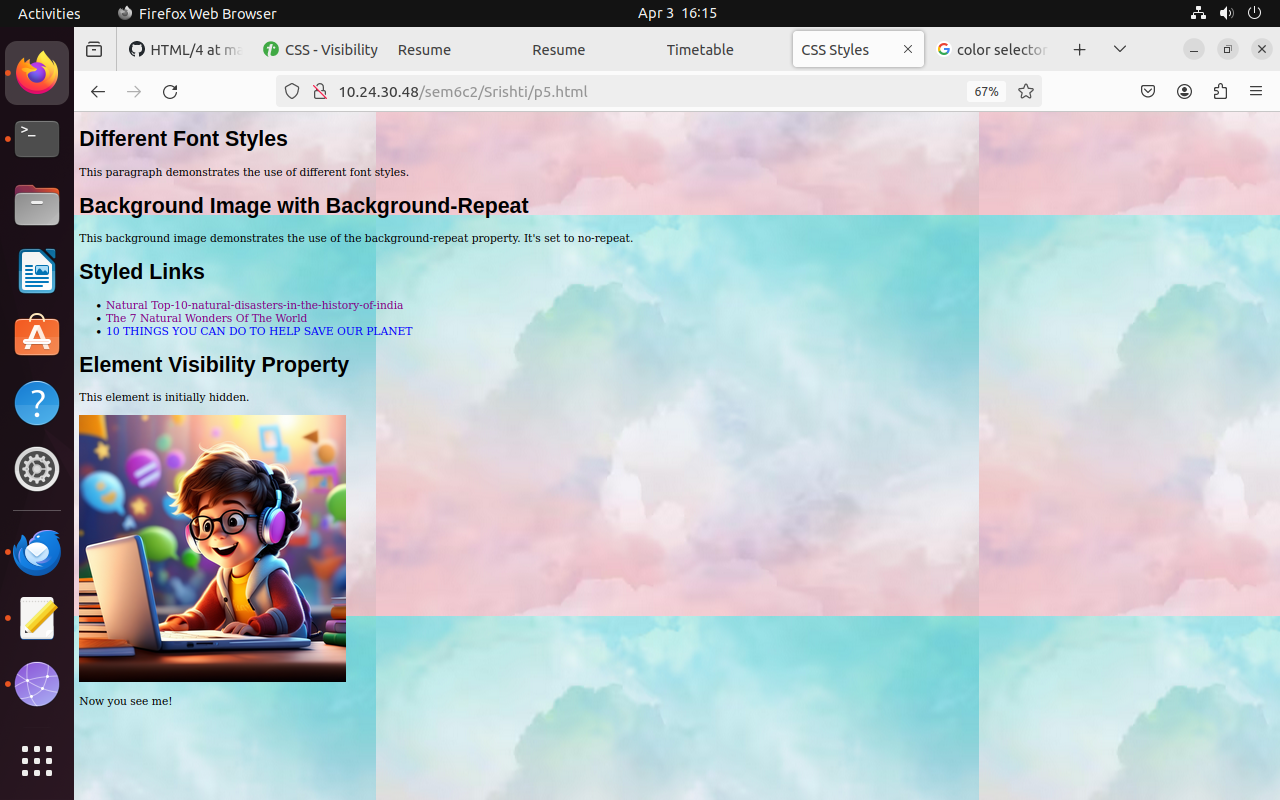 Activities Firefox Web Browser Apr 3 16:15
HTML/4 at ma CSS - Visibility Resume Resume Timetable CSS Styles color selector
10.24.30.48/sem6c2/Srishti/p5.html 67%
Different Font Styles
This paragraph demonstrates the use of different font styles.
Background Image with Background-Repeat
This background image demonstrates the use of the background-repeat property. It's set to no-repeat.
Styled Links
• Natural Top-10-natural-disasters-in-the-history-of-india
• The 7 Natural Wonders Of The World
• 10 THINGS YOU CAN DO TO HELP SAVE OUR PLANET
Element Visibility Property
This element is initially hidden.
Now you see me!